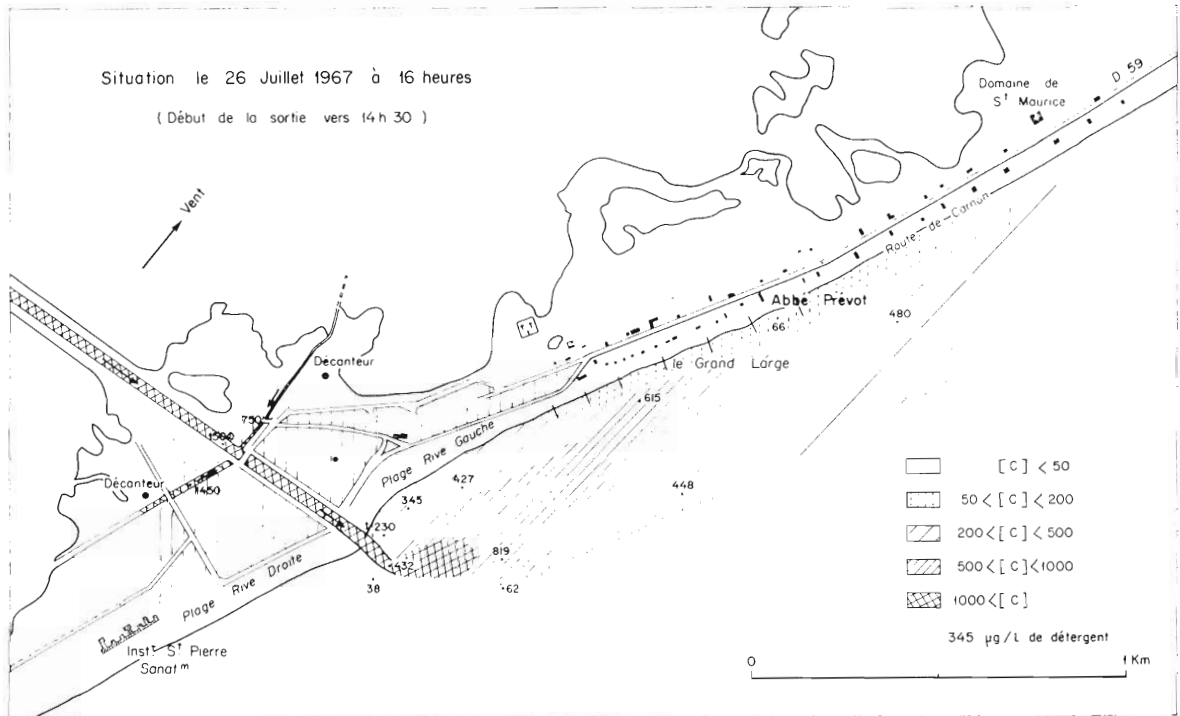 Situation le 26 Juillet 1967 à 16 heures
( Début de la sortie vers 14 h 30 )
Domaine de
Sᵗ Maurice
D 59
Vent
Route de Carnon
Abbé Prévot
66
480
le Grand Large
Décanteur
750
1500
615
Plage Rive Gauche
Décanteur
1450
427
448
345
230
1432
819
38
62
Plage Rive Droite
Instᵗ Sᵗ Pierre
Sanatᵐ
[C] < 50
50 < [C] < 200
200 < [C] < 500
500 < [C] < 1000
1000 < [C]
345 µg/l de détergent
0
1 Km